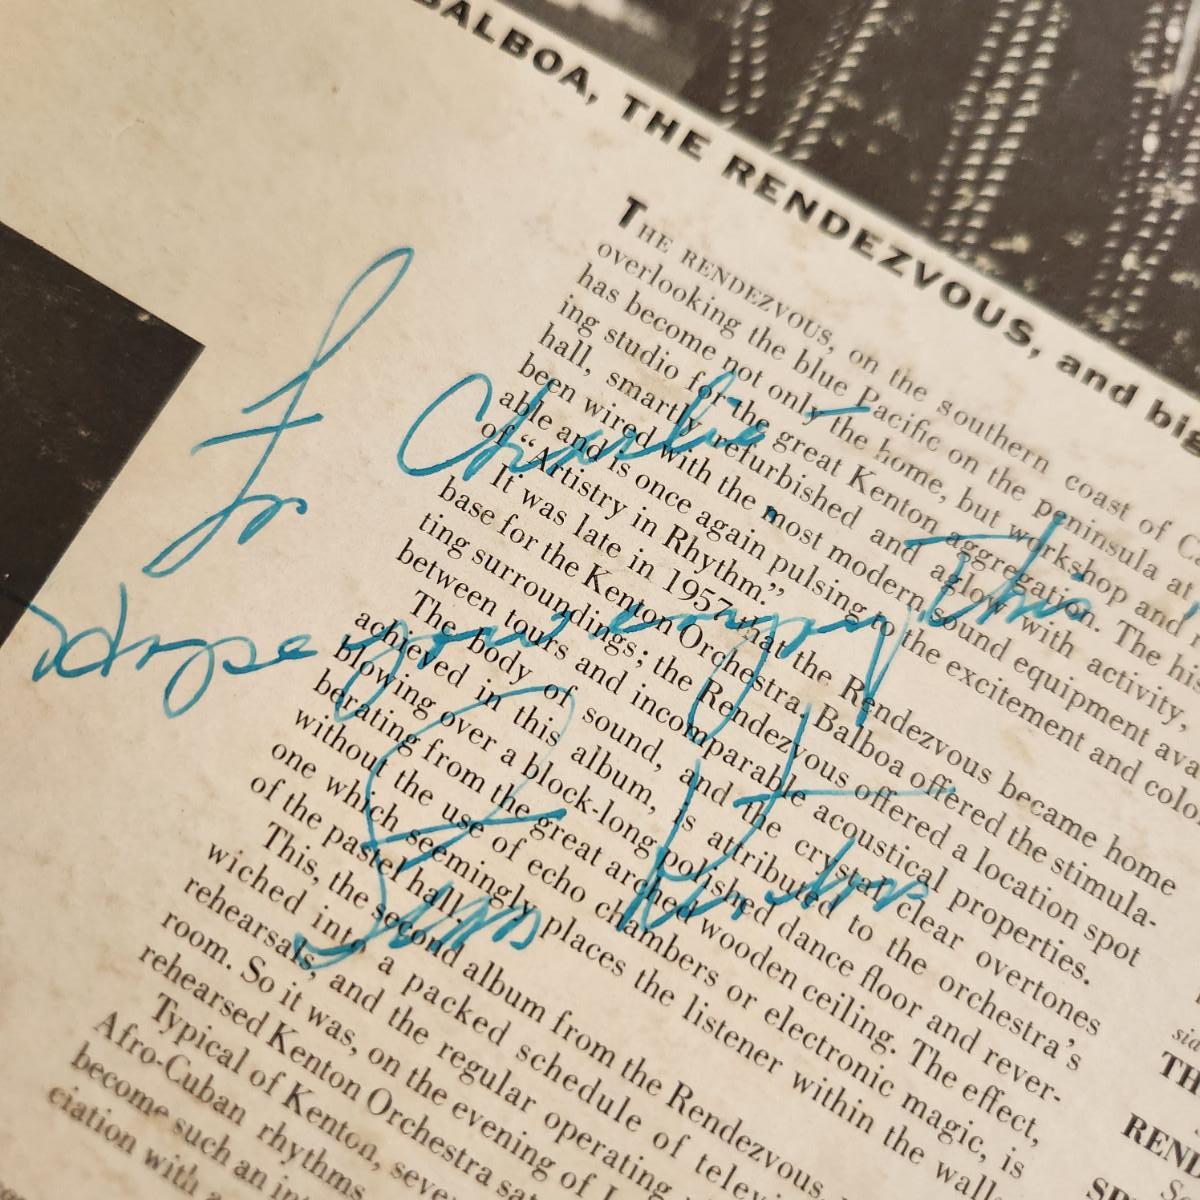 BALBOA, THE RENDEZVOUS, and big
THE RENDEZVOUS, on the southern coast of
overlooking the blue Pacific on the peninsula at
has become not only the home, but workshop and
ing studio for the great Kenton aggregation. The his
hall, smartly refurbished and aglow with activity,
been wired with the most modern sound equipment ava
able and is once again pulsing to the excitement and colo
of “Artistry in Rhythm.”
It was late in 1957 that the Rendezvous became home
base for the Kenton Orchestra. Balboa offered the stimula-
ting surroundings; the Rendezvous offered a location spot
between tours and incomparable acoustical properties.
The body of sound, and the crystal clear overtones
achieved in this album, is attributed to the orchestra’s
blowing over a block-long polished dance floor and rever-
berating from the great arched wooden ceiling. The effect,
without the use of echo chambers or electronic magic, is
one which seemingly places the listener within the wall
of the pastel hall.
This, the second album from the Rendezvous,
wiched into a packed schedule of televi
rehearsals, and the regular operating
room. So it was, on the evening of
rehearsed Kenton Orchestra sat
Typical of Kenton, seve
Afro-Cuban rhythms
become such an int
ciation with a
For Charlie
Hope you enjoy this
Stan Kenton
sid
TH
REND